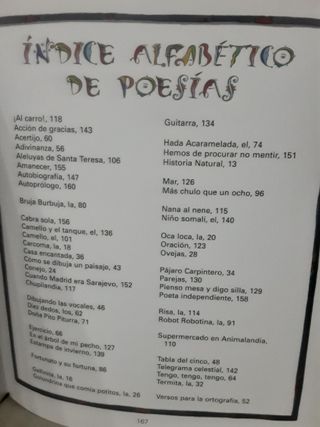 ÍNDICE ALFABÉTICO
DE POESÍAS
¡Al carro!, 118
Acción de gracias, 143
Acertijo, 60
Adivinanza, 56
Aleluyas de Santa Teresa, 106
Amanecer, 155
Autobiografía, 147
Autoprólogo, 160
Bruja Burbuja, la, 80
Cabra sola, 156
Camello y el tanque, el, 136
Camello, el, 101
Carcoma, la, 18
Casa encantada, 36
Cómo se dibuja un paisaje, 43
Conejo, 24
Cuando Madrid era Sarajevo, 152
Chupilandia, 117
Dibujando las vocales, 46
Diez dedos, los, 62
Doña Pito Piturra, 71
Ejercicio, 66
En el árbol de mi pecho, 127
Estampa de invierno, 139
Fortunato y su fortuna, 86
Gallinita, la, 16
Golondrina que comía potitos, la, 26
Guitarra, 134
Hada Acaramelada, el, 74
Hemos de procurar no mentir, 151
Historia Natural, 13
Mar, 126
Más chulo que un ocho, 96
Nana al nene, 115
Niño somalí, el, 140
Oca loca, la, 20
Oración, 123
Ovejas, 28
Pájaro Carpintero, 34
Parejas, 130
Pienso mesa y digo silla, 129
Poeta independiente, 158
Risa, la, 114
Robot Robotina, la, 91
Supermercado en Animalandia,
110
Tabla del cinco, 48
Telegrama celestial, 142
Tengo, tengo, tengo, 64
Termita, la, 32
Versos para la ortografía, 52
167